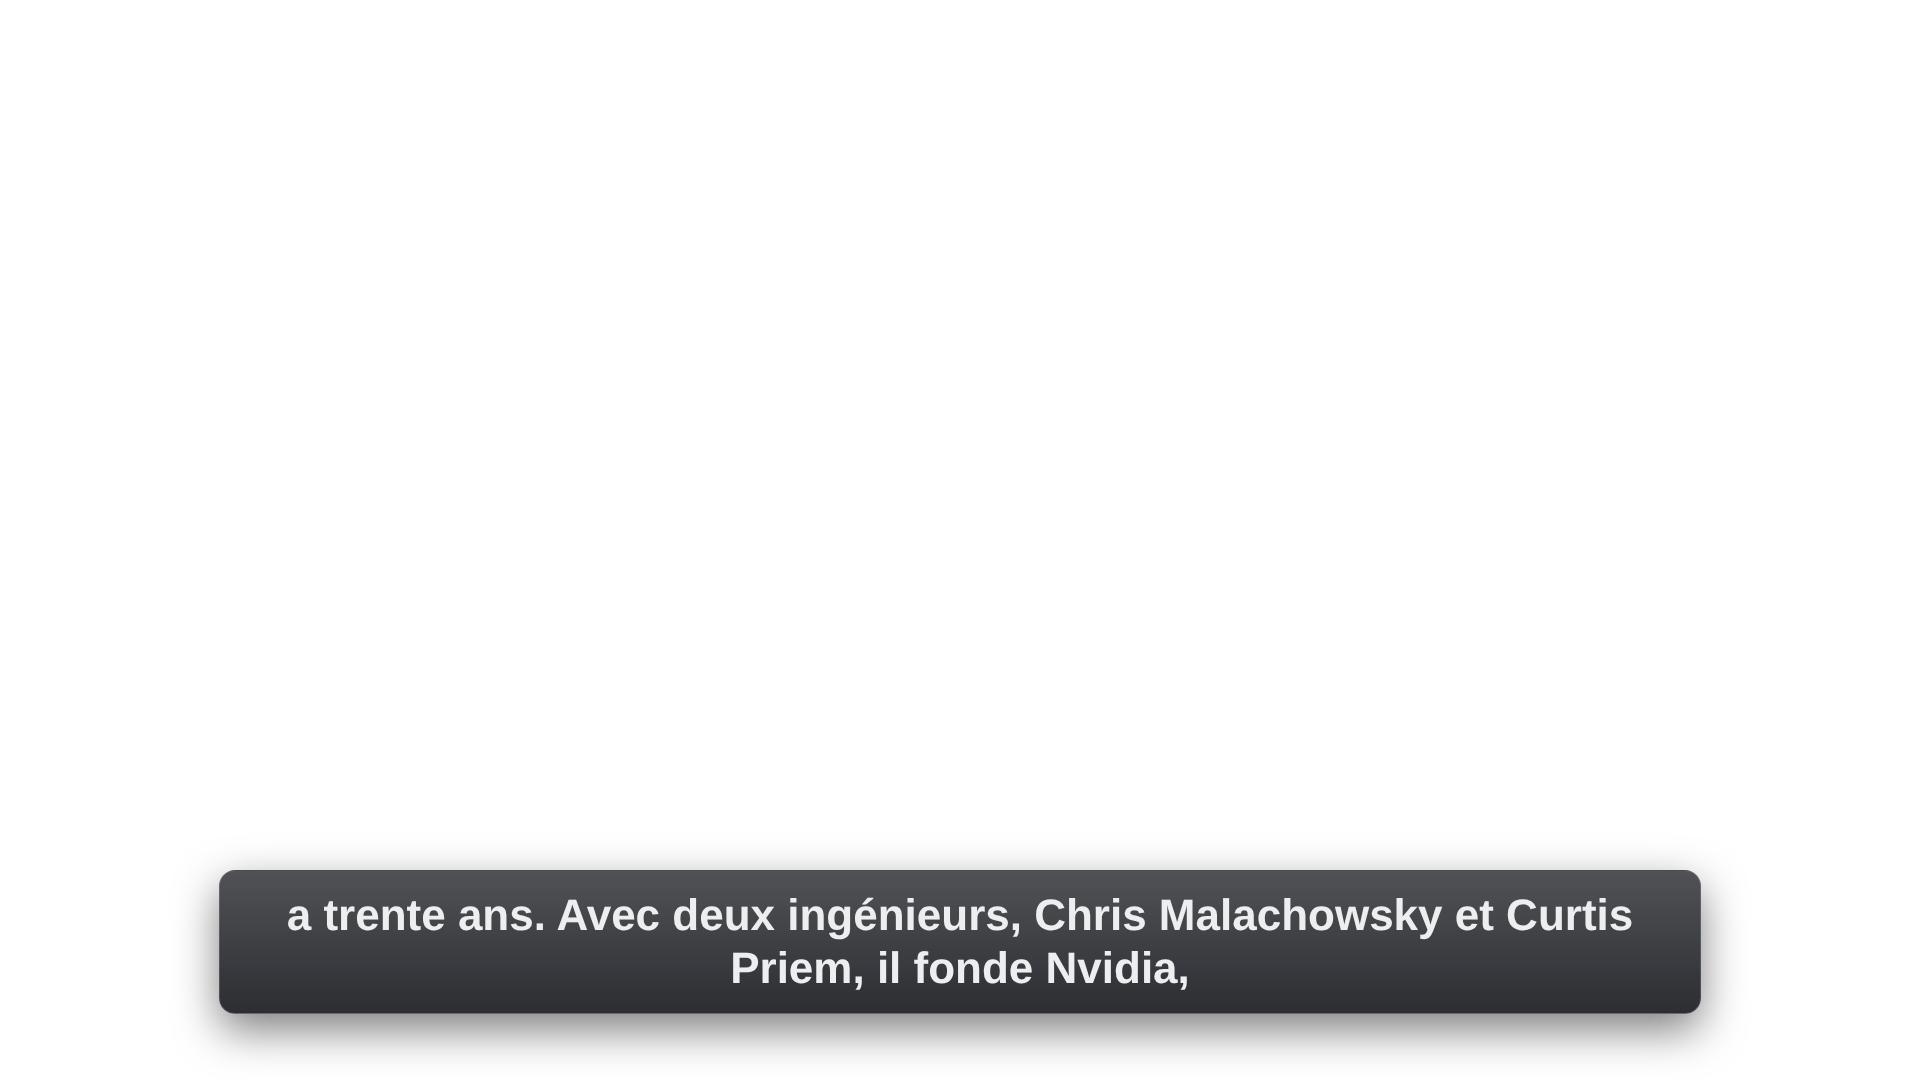 a trente ans. Avec deux ingénieurs, Chris Malachowsky et Curtis
Priem, il fonde Nvidia,